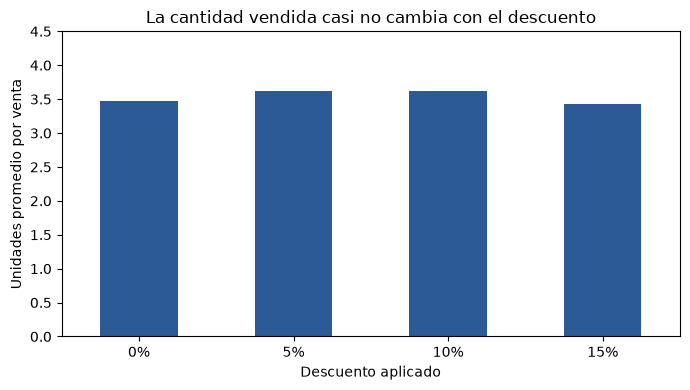 La cantidad vendida casi no cambia con el descuento
Unidades promedio por venta
4.5
4.0
3.5
3.0
2.5
2.0
1.5
1.0
0.5
0.0
0% 5% 10% 15%
Descuento aplicado